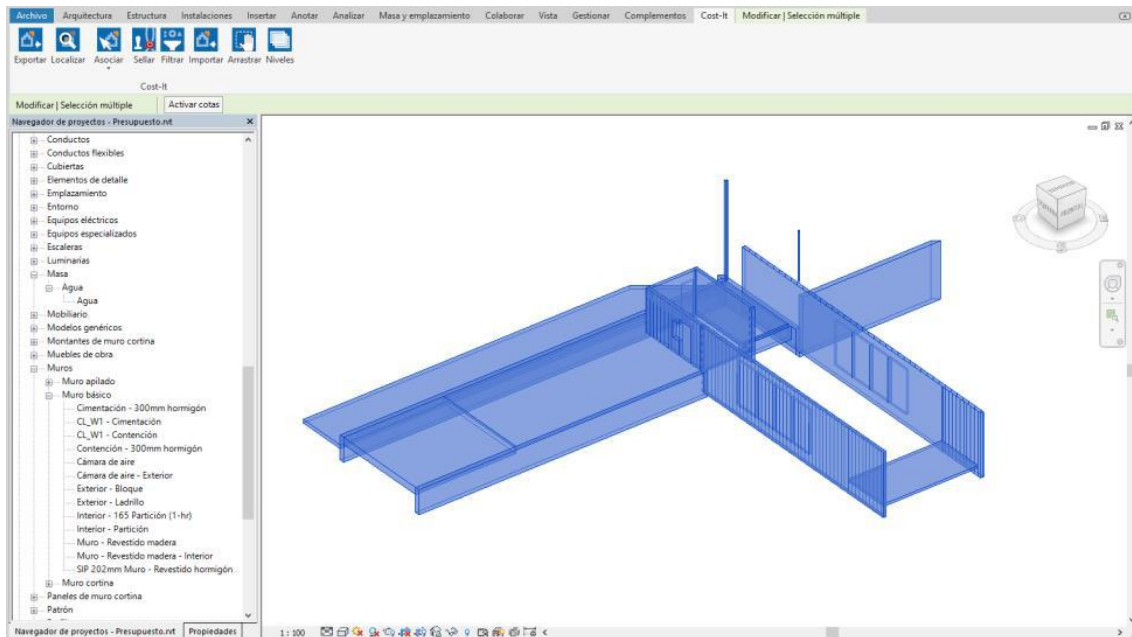 Archivo Arquitectura Estructura Instalaciones Insertar Anotar Analizar Masa y emplazamiento Colaborar Vista Gestionar Complementos Cost-It Modificar | Selección múltiple
Exportar Localizar Asociar Sellar Filtrar Importar Arrastrar Niveles
Cost-It
Modificar | Selección múltiple Activar cotas
Navegador de proyectos - Presupuesto.rvt
Conductos
Conductos flexibles
Cubiertas
Elementos de detalle
Emplazamiento
Entorno
Equipos eléctricos
Equipos especializados
Escaleras
Luminarias
Masa
Agua
Agua
Mobiliario
Modelos genéricos
Montantes de muro cortina
Muebles de obra
Muros
Muro apilado
Muro básico
Cimentación - 300mm hormigón
CL_W1 - Cimentación
CL_W1 - Contención
Contención - 300mm hormigón
Cámara de aire
Cámara de aire - Exterior
Exterior - Bloque
Exterior - Ladrillo
Interior - 165 Partición (1-hr)
Interior - Partición
Muro - Revestido madera
Muro - Revestido madera - Interior
SIP 202mm Muro - Revestido hormigón
Muro cortina
Paneles de muro cortina
Patrón
Navegador de proyectos - Presupuesto.rvt Propiedades
1 : 100